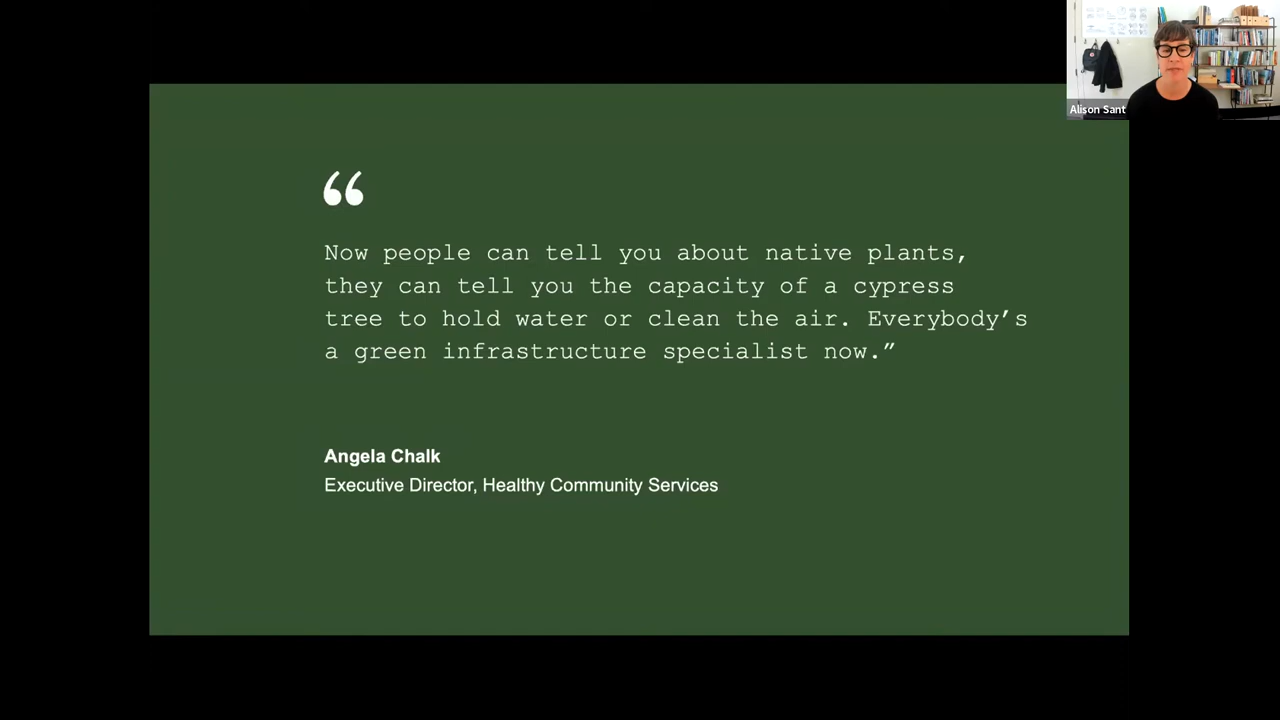 Alison Sant
“
Now people can tell you about native plants,
they can tell you the capacity of a cypress
tree to hold water or clean the air. Everybody’s
a green infrastructure specialist now.”
Angela Chalk
Executive Director, Healthy Community Services